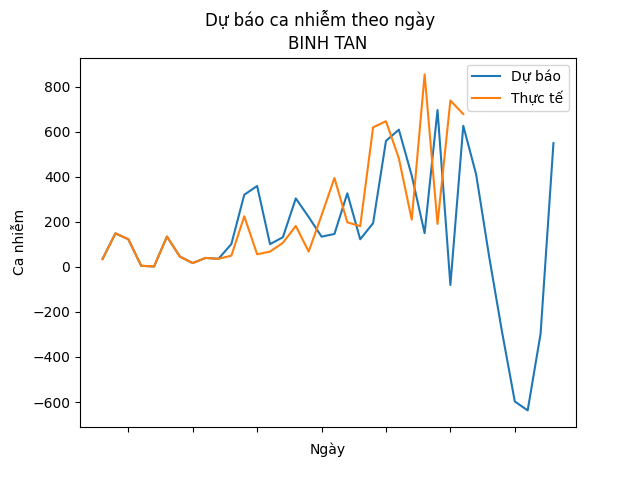 Dự báo ca nhiễm theo ngày
BINH TAN
Dự báo
Thực tế
800
600
400
200
0
−200
−400
−600
Ca nhiễm
Ngày